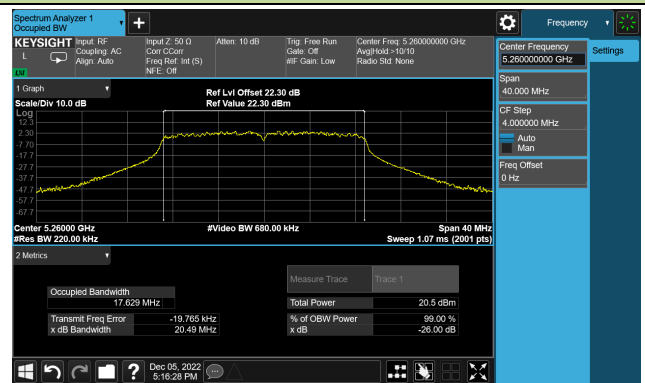 Spectrum Analyzer 1
Occupied BW
Frequency
KEYSIGHT
L
LXI
Input: RF
Coupling: AC
Align: Auto
Input Z: 50 Ω
Corr CCorr
Freq Ref: Int (S)
NFE: Off
Atten: 10 dB
Trig: Free Run
Gate: Off
#IF Gain: Low
Center Freq: 5.260000000 GHz
Avg|Hold:>10/10
Radio Std: None
Center Frequency
5.260000000 GHz
Settings
Span
40.000 MHz
CF Step
4.000000 MHz
Auto
Man
Freq Offset
0 Hz
1 Graph
Scale/Div 10.0 dB
Ref Lvl Offset 22.30 dB
Ref Value 22.30 dBm
Log
12.3
2.30
-7.70
-17.7
-27.7
-37.7
-47.7
-57.7
-67.7
Center 5.26000 GHz
#Video BW 680.00 kHz
Span 40 MHz
#Res BW 220.00 kHz
Sweep 1.07 ms (2001 pts)
2 Metrics
Measure Trace
Trace 1
Occupied Bandwidth
17.629 MHz
Total Power
20.5 dBm
Transmit Freq Error
-19.765 kHz
% of OBW Power
99.00 %
x dB Bandwidth
20.49 MHz
x dB
-26.00 dB
Dec 05, 2022
5:16:28 PM